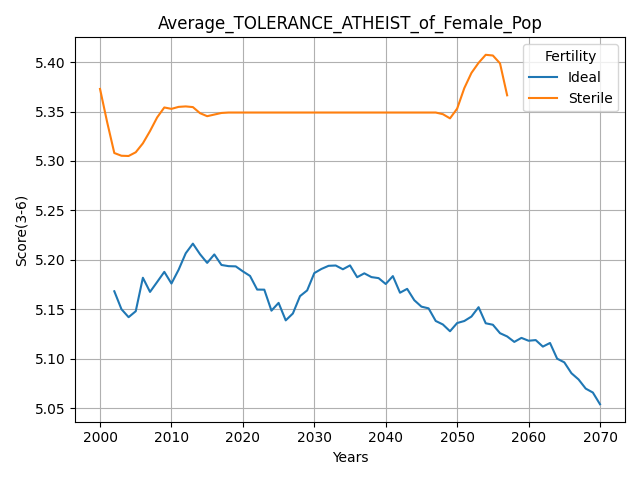 Average_TOLERANCE_ATHEIST_of_Female_Pop
Fertility
Ideal
Sterile
Score(3-6)
5.40
5.35
5.30
5.25
5.20
5.15
5.10
5.05
2000 2010 2020 2030 2040 2050 2060 2070
Years